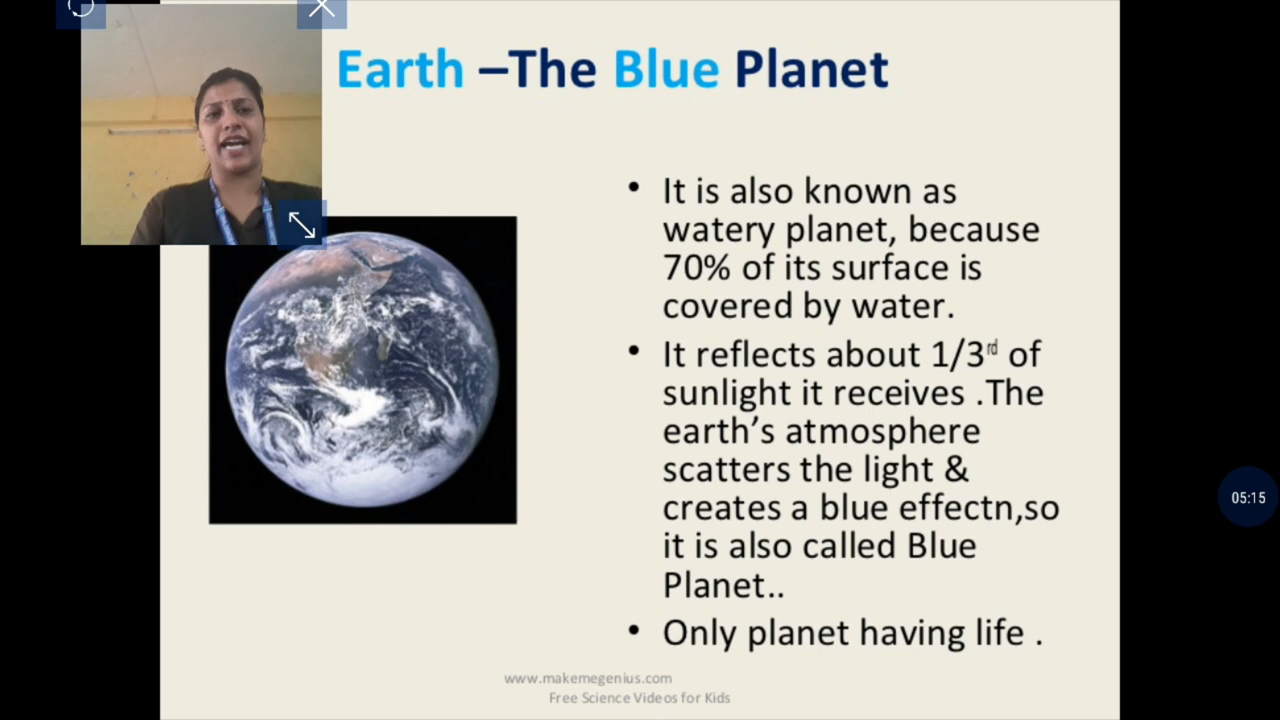 Earth –The Blue Planet
• It is also known as
watery planet, because
70% of its surface is
covered by water.
• It reflects about 1/3rd of
sunlight it receives .The
earth’s atmosphere
scatters the light &
creates a blue effectn,so
it is also called Blue
Planet..
• Only planet having life .
www.makemegenius.com
Free Science Videos for Kids
05:15